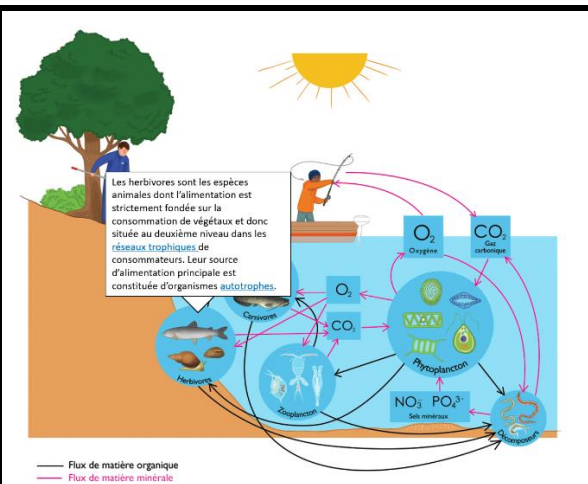 Les herbivores sont les espèces
animales dont l'alimentation est
strictement fondée sur la
consommation de végétaux et donc
située au deuxième niveau dans les
réseaux trophiques de
consommateurs. Leur source
d'alimentation principale est
constituée d'organismes autotrophes.
O₂
Oxygène
CO₂
Gaz
carbonique
O₂
CO₂
Carnivores
Herbivores
Zooplancton
Phytoplancton
NO₃⁻ PO₄³⁻
Sels minéraux
Décomposeurs
Flux de matière organique
Flux de matière minérale